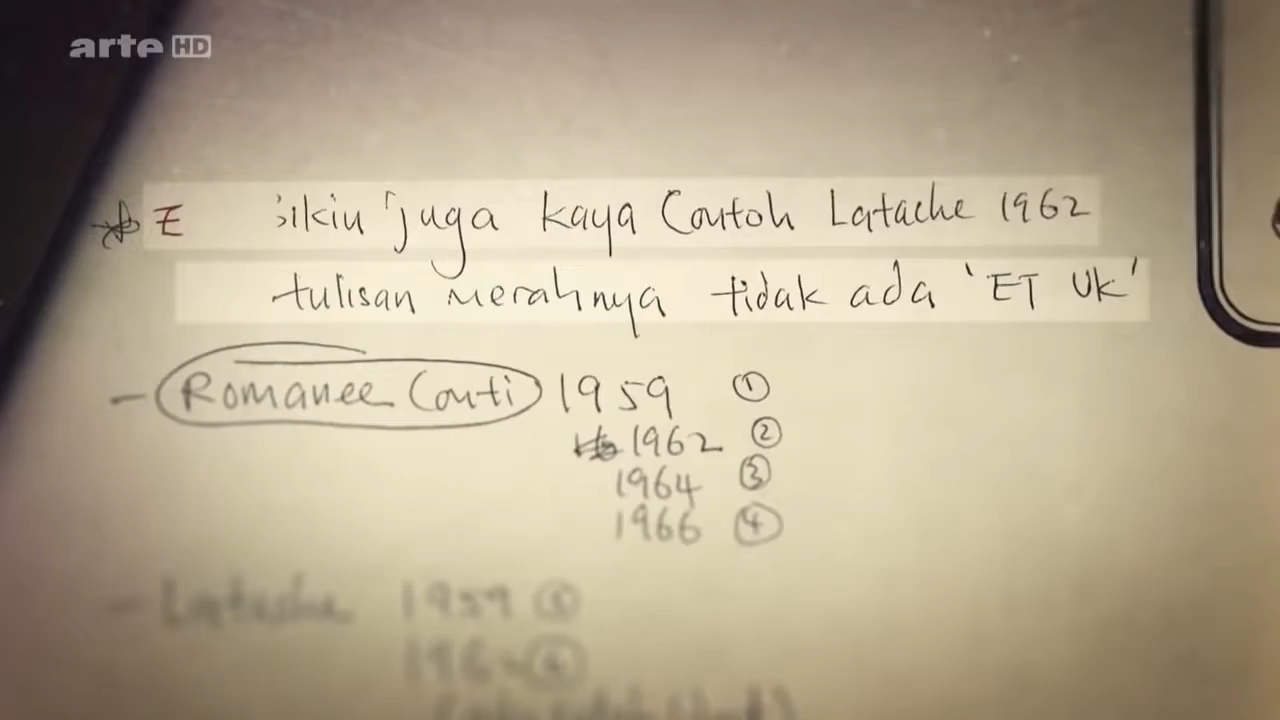 arte HD
E sikin juga kaya Contoh Latache 1962
tulisan merahnya tidak ada 'ET UK'
- Romanee Conti 1959 ①
1962 ②
1964 ③
1966 ④
- Latache 1959